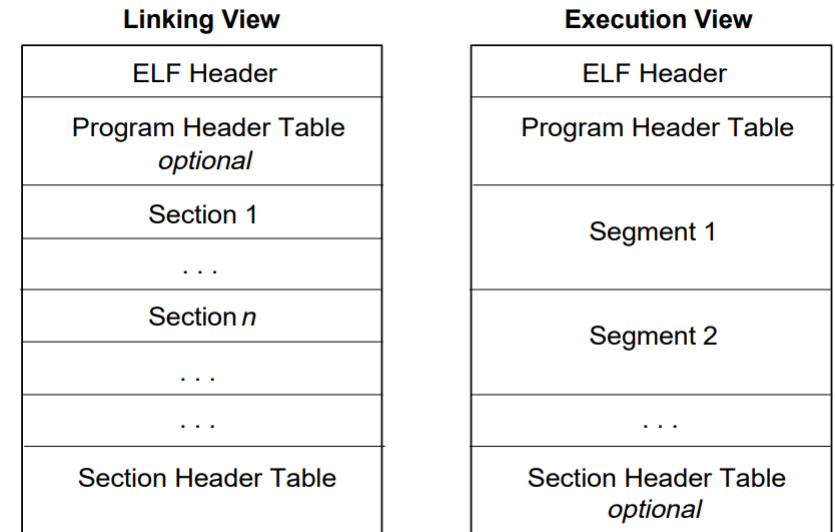 Linking View
ELF Header
Program Header Table
optional
Section 1
. . .
Section n
. . .
. . .
Section Header Table
Execution View
ELF Header
Program Header Table
Segment 1
Segment 2
. . .
Section Header Table
optional